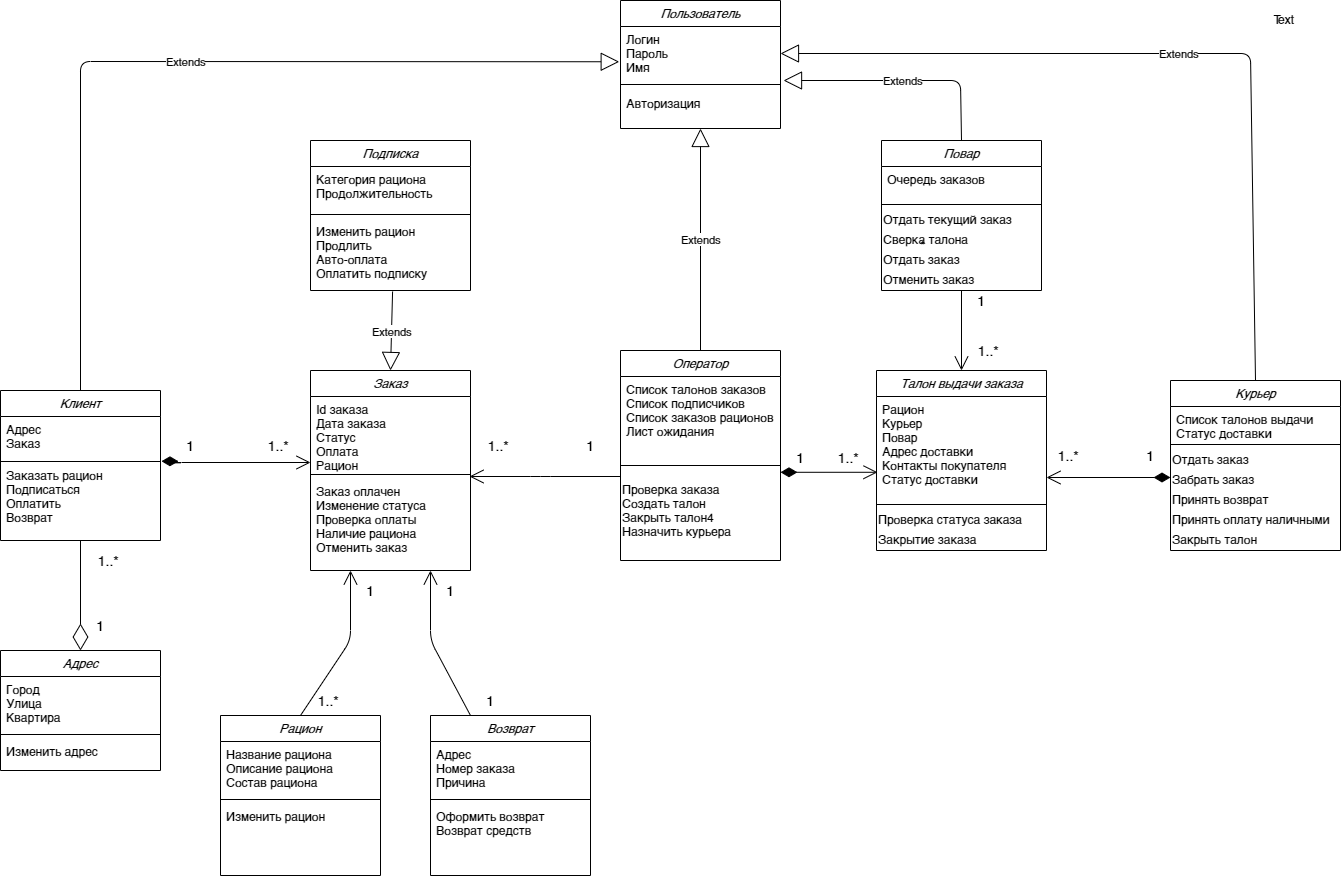 Пользователь
Логин
Пароль
Имя
Авторизация
Text
Extends
Extends
Extends
Extends
Подписка
Категория рациона
Продолжительность
Изменить рацион
Продлить
Авто-оплата
Оплатить подписку
Extends
Повар
Очередь заказов
Отдать текущий заказ
Сверка талона
Отдать заказ
Отменить заказ
1
1..*
Клиент
Адрес
Заказ
Заказать рацион
Подписаться
Оплатить
Возврат
1
1..*
Заказ
Id заказа
Дата заказа
Статус
Оплата
Рацион
Заказ оплачен
Изменение статуса
Проверка оплаты
Наличие рациона
Отменить заказ
1..*
1
Оператор
Список талонов заказов
Список подписчиков
Список заказов рационов
Лист ожидания
Проверка заказа
Создать талон
Закрыть талон4
Назначить курьера
1
1..*
Талон выдачи заказа
Рацион
Курьер
Повар
Адрес доставки
Контакты покупателя
Статус доставки
Проверка статуса заказа
Закрытие заказа
1..*
1
Курьер
Список талонов выдачи
Статус доставки
Отдать заказ
Забрать заказ
Принять возврат
Принять оплату наличными
Закрыть талон
1..*
1
Адрес
Город
Улица
Квартира
Изменить адрес
1
1
1..*
1
Рацион
Название рациона
Описание рациона
Состав рациона
Изменить рацион
Возврат
Адрес
Номер заказа
Причина
Оформить возврат
Возврат средств